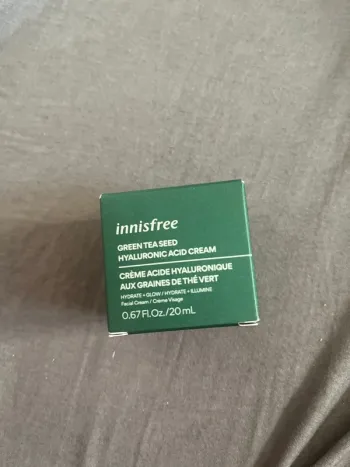 innisfree
GREEN TEA SEED
HYALURONIC ACID CREAM
CRÈME ACIDE HYALURONIQUE
AUX GRAINES DE THÉ VERT
HYDRATE + GLOW / HYDRATE + ILLUMINE
Facial Cream / Crème Visage
0.67 Fl.Oz./20 mL